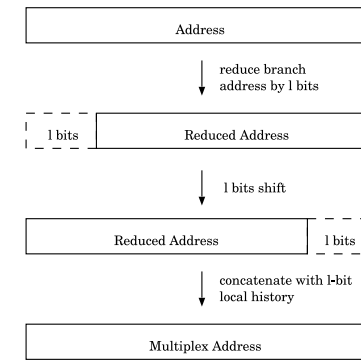 Address
reduce branch
address by l bits
l bits
Reduced Address
l bits shift
Reduced Address
l bits
concatenate with l-bit
local history
Multiplex Address